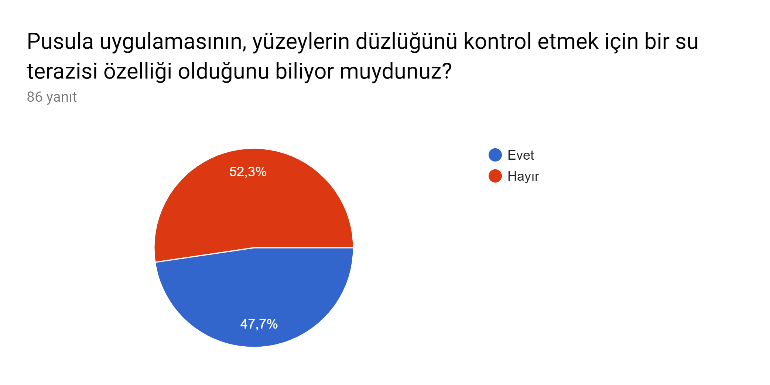 Pusula uygulamasının, yüzeylerin düzlüğünü kontrol etmek için bir su
terazisi özelliği olduğunu biliyor muydunuz?
86 yanıt
52,3%
47,7%
Evet
Hayır